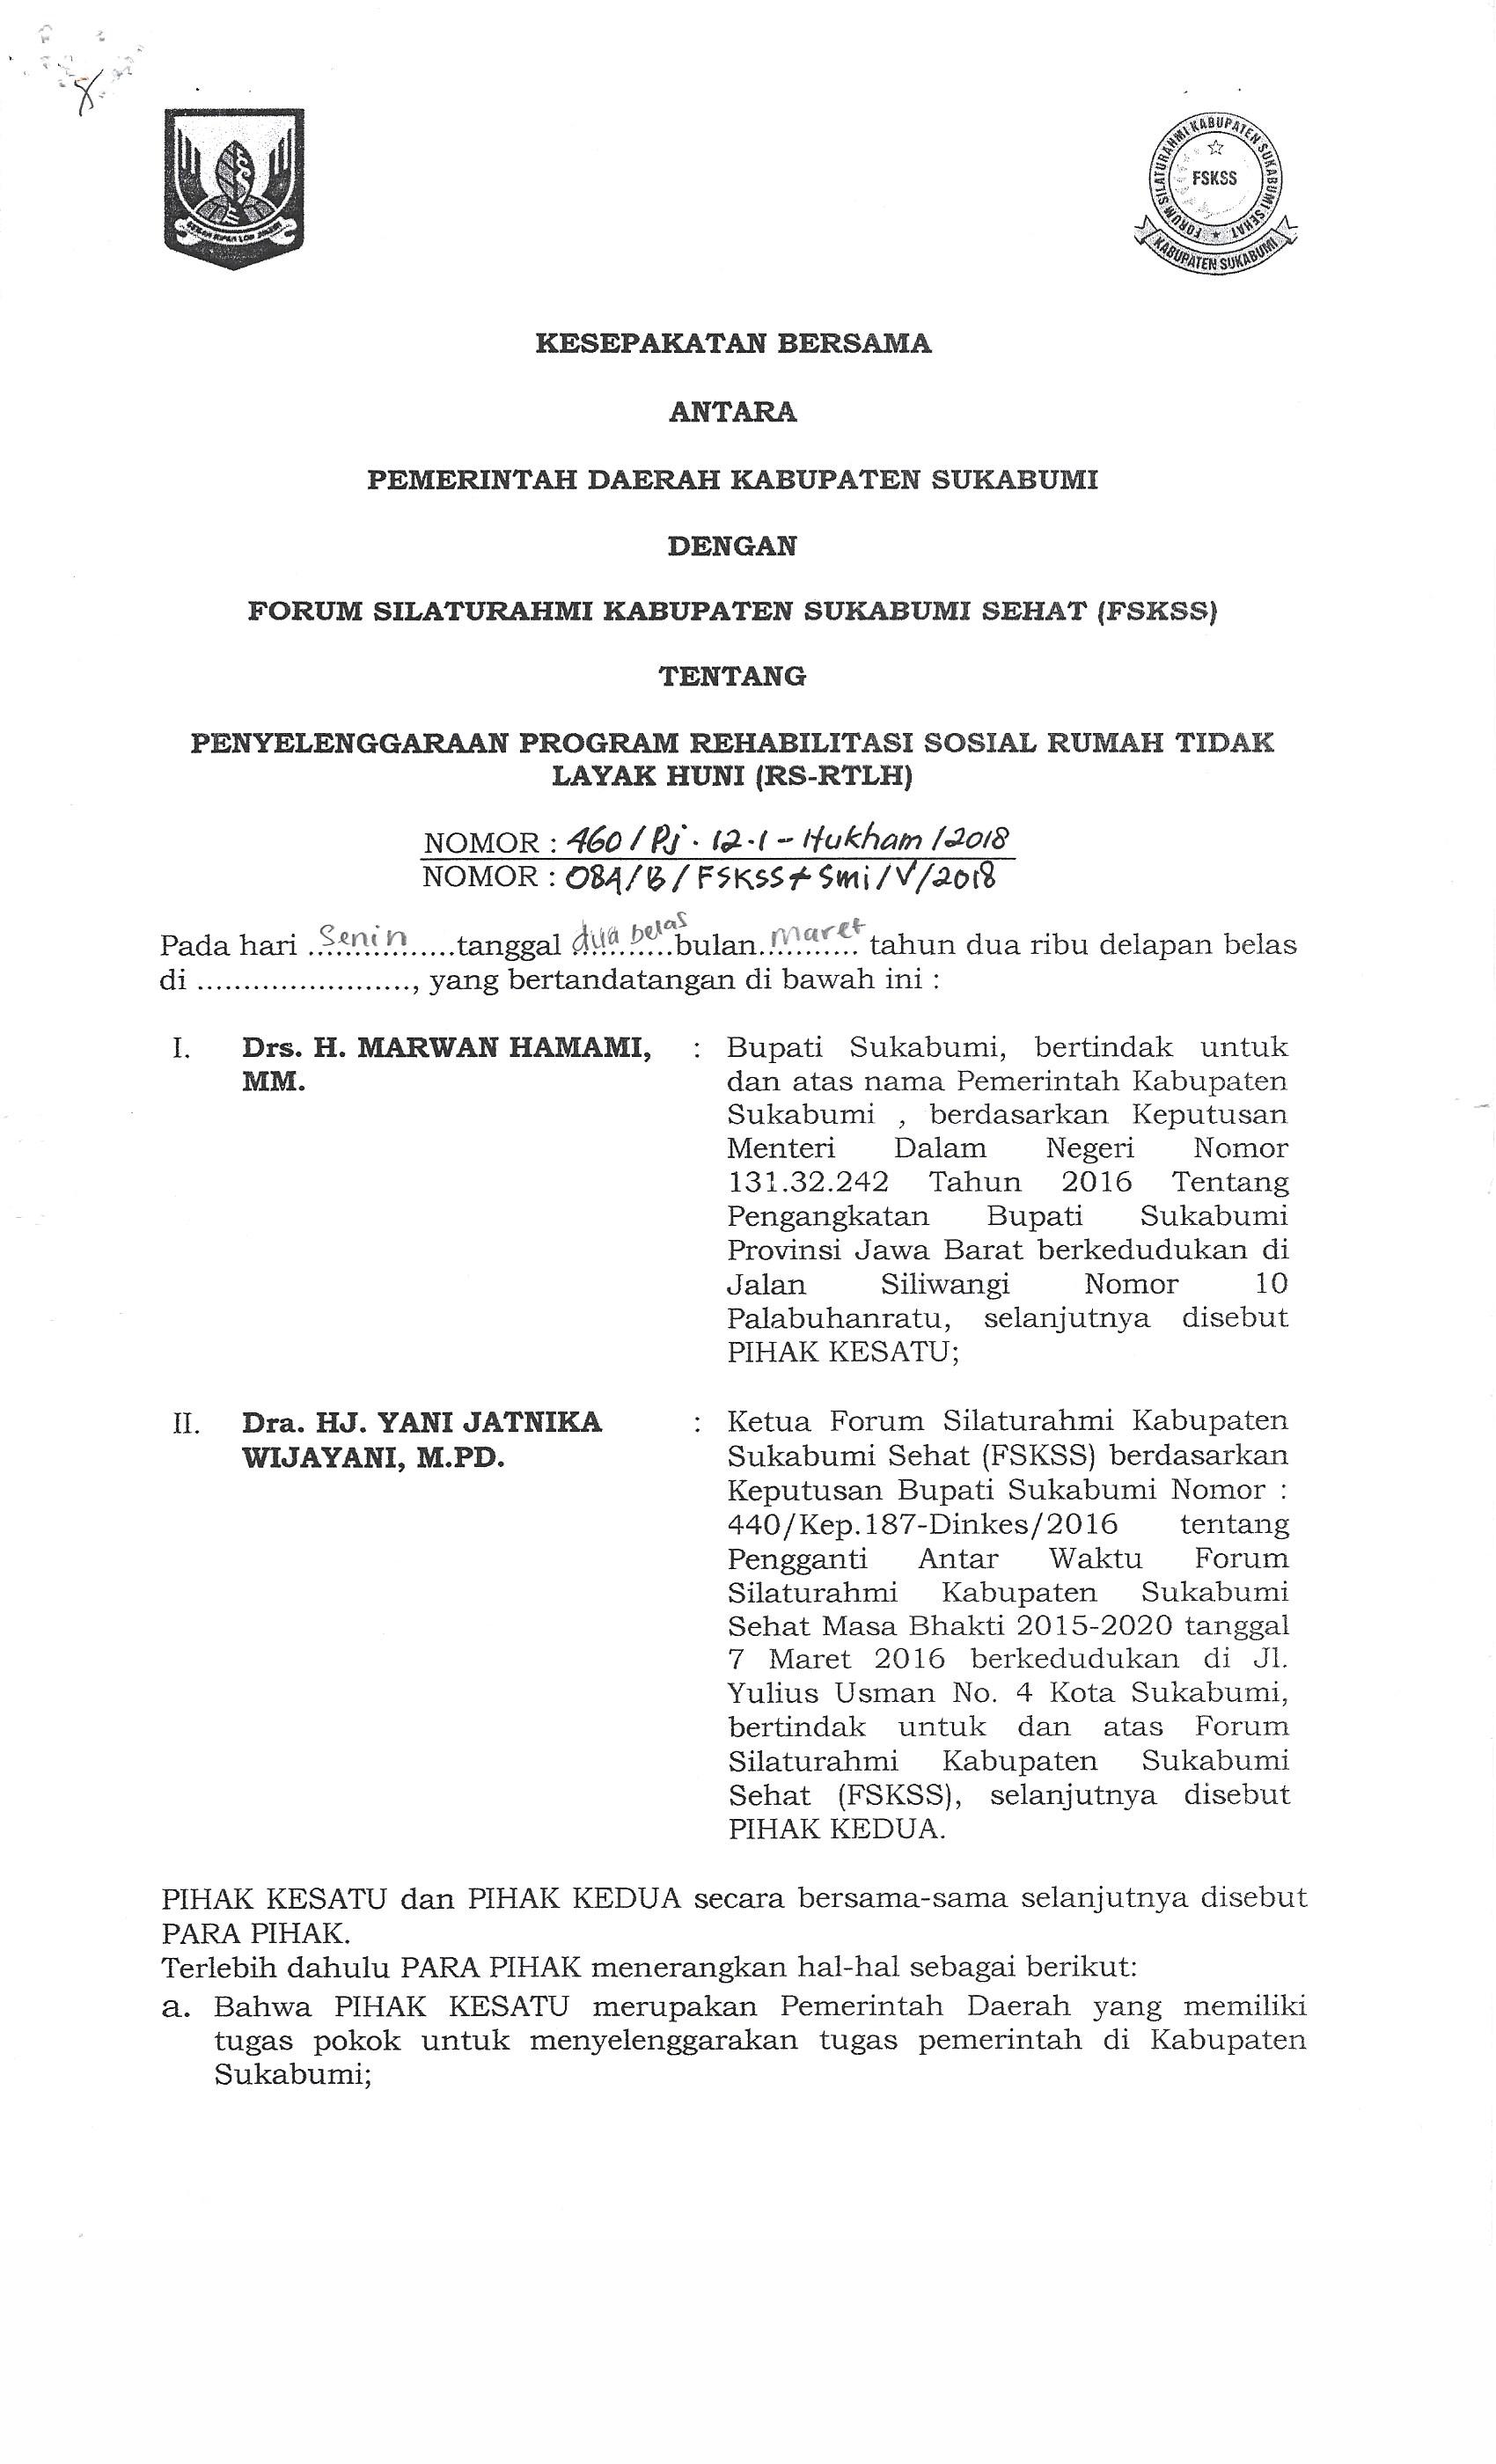 FORUM SILATURAHMI KABUPATEN SUKABUMI SEHAT
FSKSS
KABUPATEN SUKABUMI
KESEPAKATAN BERSAMA
ANTARA
PEMERINTAH DAERAH KABUPATEN SUKABUMI
DENGAN
FORUM SILATURAHMI KABUPATEN SUKABUMI SEHAT (FSKSS)
TENTANG
PENYELENGGARAAN PROGRAM REHABILITASI SOSIAL RUMAH TIDAK
LAYAK HUNI (RS-RTLH)
NOMOR : 460 / Pj . 12.1 - Hukham / 2018
NOMOR : 08A/B/FSKSS+Smi/V/2018
Pada hari ..Senin..............tanggal dua belas bulan maret tahun dua ribu delapan belas
di ......................., yang bertandatangan di bawah ini :
I. Drs. H. MARWAN HAMAMI, : Bupati Sukabumi, bertindak untuk
MM. dan atas nama Pemerintah Kabupaten
Sukabumi , berdasarkan Keputusan
Menteri Dalam Negeri Nomor
131.32.242 Tahun 2016 Tentang
Pengangkatan Bupati Sukabumi
Provinsi Jawa Barat berkedudukan di
Jalan Siliwangi Nomor 10
Palabuhanratu, selanjutnya disebut
PIHAK KESATU;
II. Dra. HJ. YANI JATNIKA : Ketua Forum Silaturahmi Kabupaten
WIJAYANI, M.PD. Sukabumi Sehat (FSKSS) berdasarkan
Keputusan Bupati Sukabumi Nomor :
440/Kep.187-Dinkes/2016 tentang
Pengganti Antar Waktu Forum
Silaturahmi Kabupaten Sukabumi
Sehat Masa Bhakti 2015-2020 tanggal
7 Maret 2016 berkedudukan di Jl.
Yulius Usman No. 4 Kota Sukabumi,
bertindak untuk dan atas Forum
Silaturahmi Kabupaten Sukabumi
Sehat (FSKSS), selanjutnya disebut
PIHAK KEDUA.
PIHAK KESATU dan PIHAK KEDUA secara bersama-sama selanjutnya disebut
PARA PIHAK.
Terlebih dahulu PARA PIHAK menerangkan hal-hal sebagai berikut:
a. Bahwa PIHAK KESATU merupakan Pemerintah Daerah yang memiliki
tugas pokok untuk menyelenggarakan tugas pemerintah di Kabupaten
Sukabumi;